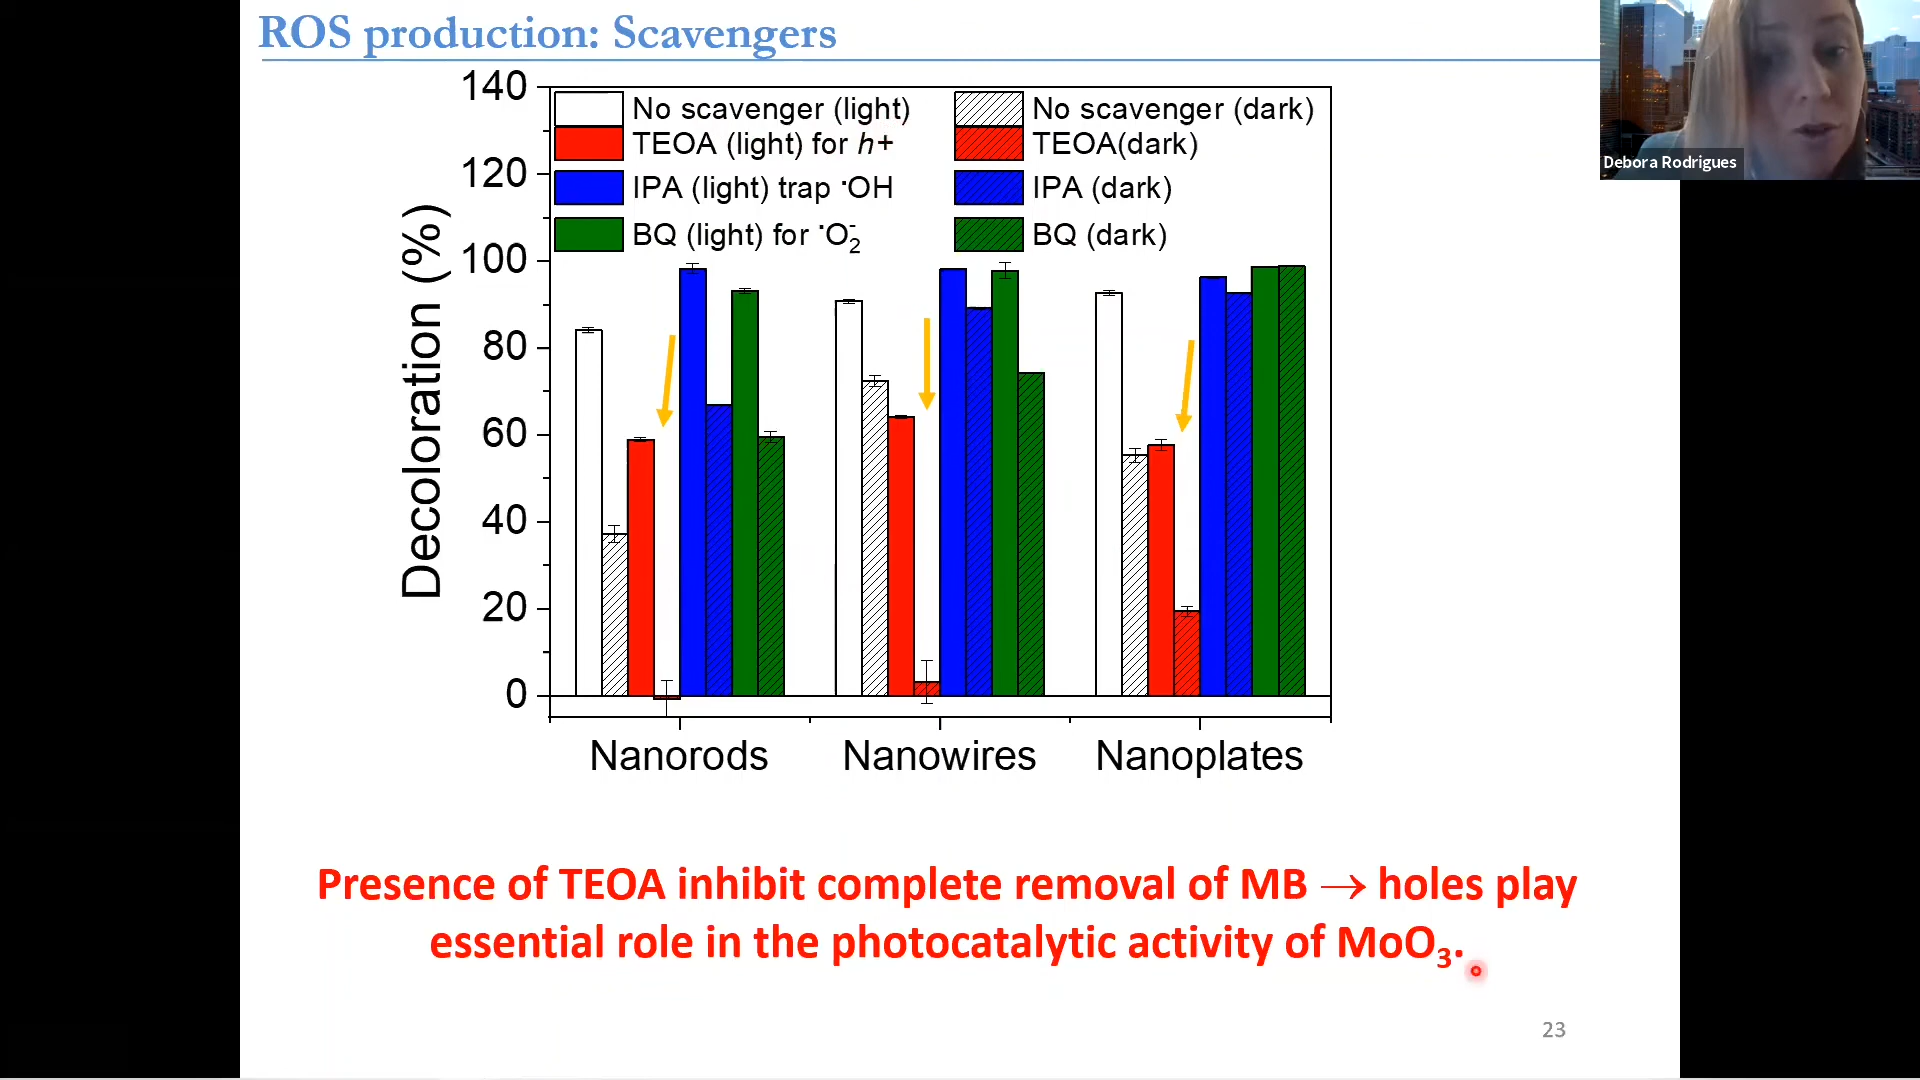 ROS production: Scavengers
Debora Rodrigues
No scavenger (light)
TEOA (light) for h+
IPA (light) trap ˙OH
BQ (light) for ˙O₂⁻
No scavenger (dark)
TEOA(dark)
IPA (dark)
BQ (dark)
Decoloration (%)
140
120
100
80
60
40
20
0
Nanorods
Nanowires
Nanoplates
Presence of TEOA inhibit complete removal of MB → holes play
essential role in the photocatalytic activity of MoO₃.
23